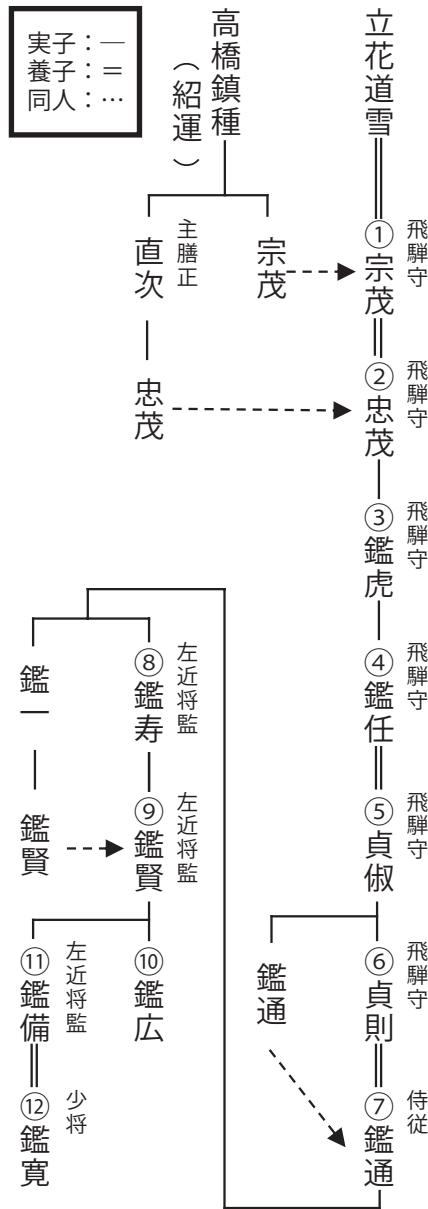 立花道雪
飛騨守
①宗茂
飛騨守
②忠茂
飛騨守
③鑑虎
飛騨守
④鑑任
飛騨守
⑤貞俶
飛騨守
⑥貞則
侍従
⑦鑑通
鑑通
高橋鎮種
（紹運）
宗茂
主膳正
直次
忠茂
左近将監
⑧鑑寿
左近将監
⑨鑑賢
⑩鑑広
鑑一
鑑賢
左近将監
⑪鑑備
少将
⑫鑑寛
実子：―
養子：＝
同人：…